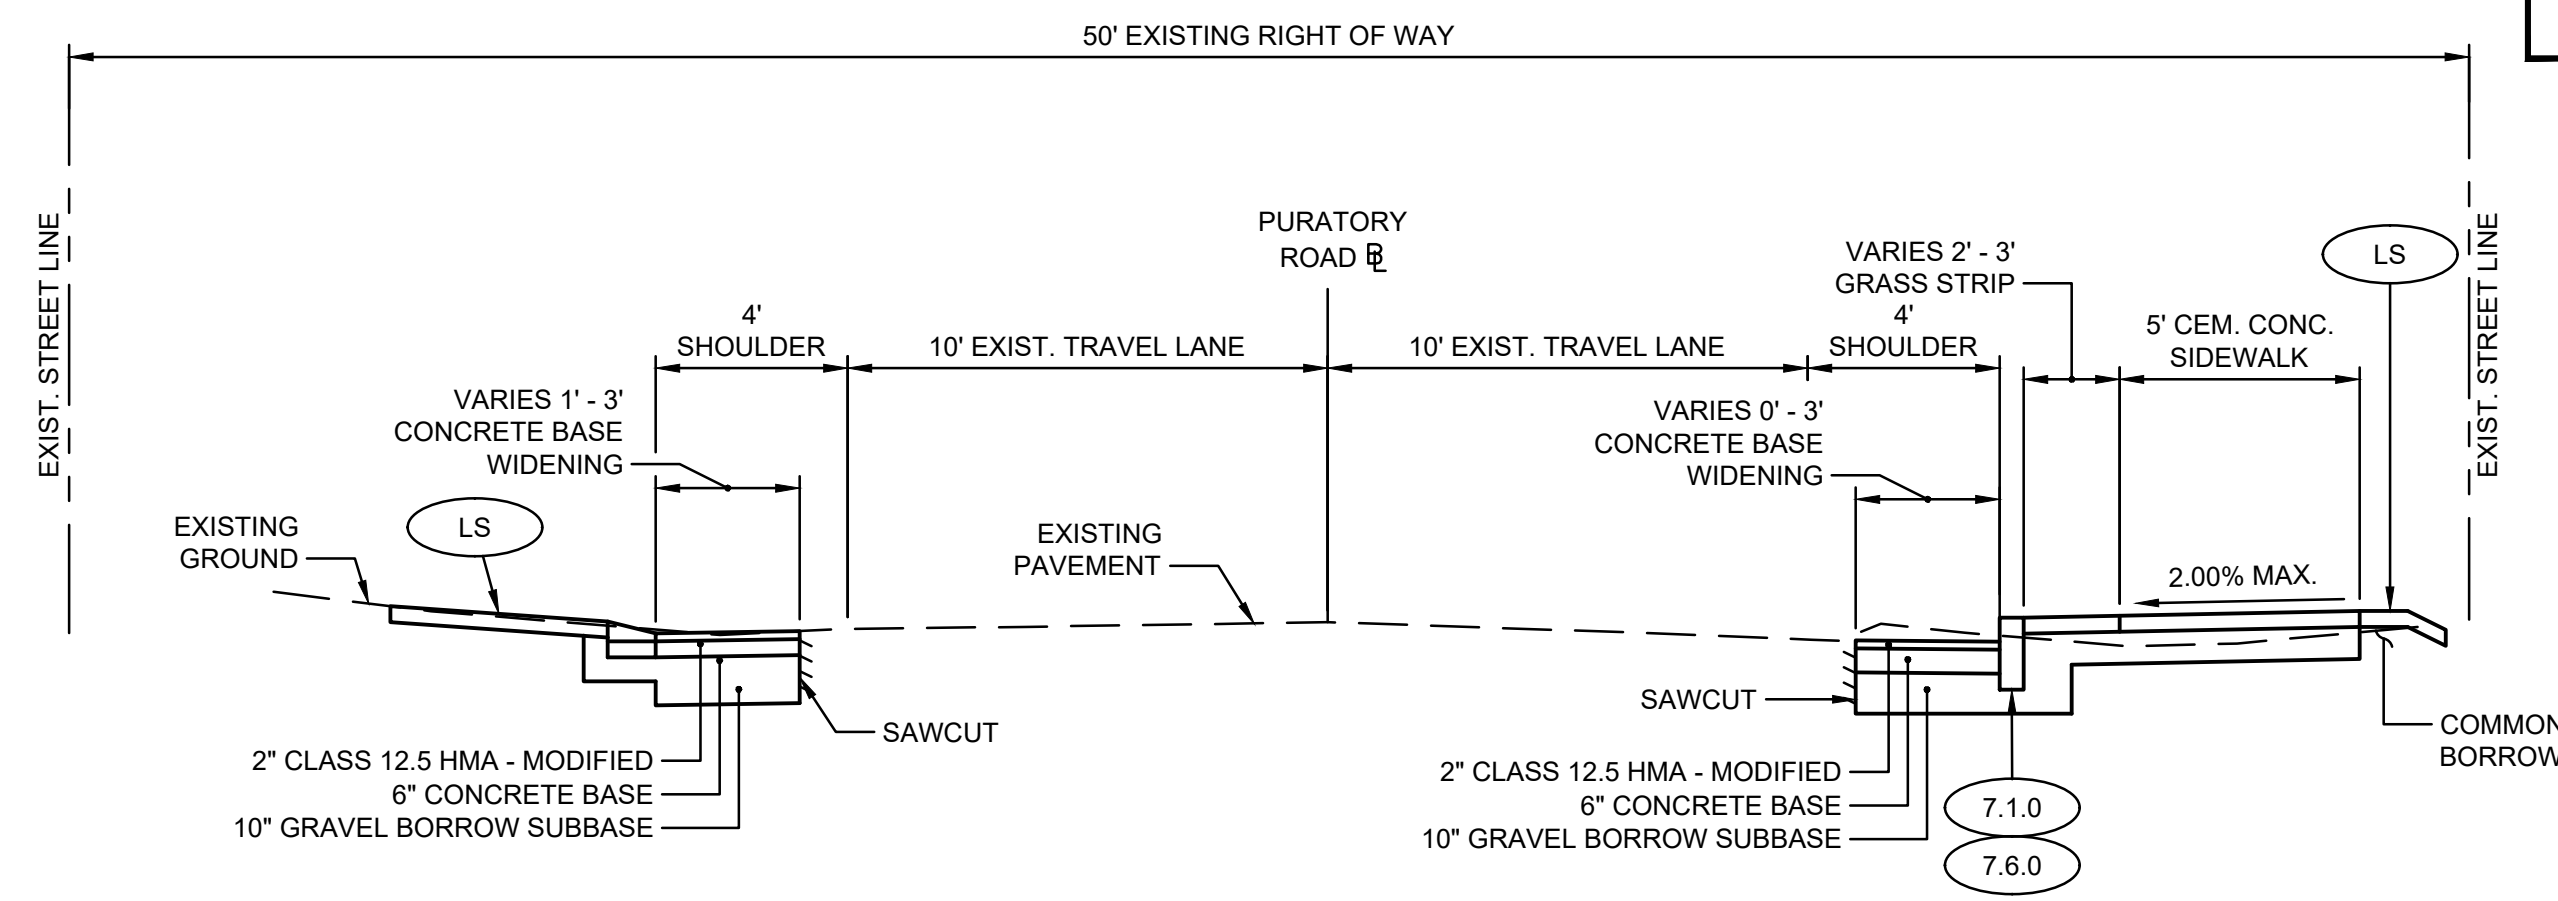 50' EXISTING RIGHT OF WAY
EXIST. STREET LINE
PURATORY
ROAD
VARIES 2' - 3'
GRASS STRIP
LS
EXIST. STREET LINE
4'
SHOULDER
10' EXIST. TRAVEL LANE
10' EXIST. TRAVEL LANE
4'
SHOULDER
5' CEM. CONC.
SIDEWALK
VARIES 1' - 3'
CONCRETE BASE
WIDENING
VARIES 0' - 3'
CONCRETE BASE
WIDENING
EXISTING
GROUND
LS
EXISTING
PAVEMENT
2.00% MAX.
SAWCUT
SAWCUT
COMMON
BORROW
2" CLASS 12.5 HMA - MODIFIED
6" CONCRETE BASE
10" GRAVEL BORROW SUBBASE
2" CLASS 12.5 HMA - MODIFIED
6" CONCRETE BASE
10" GRAVEL BORROW SUBBASE
7.1.0
7.6.0